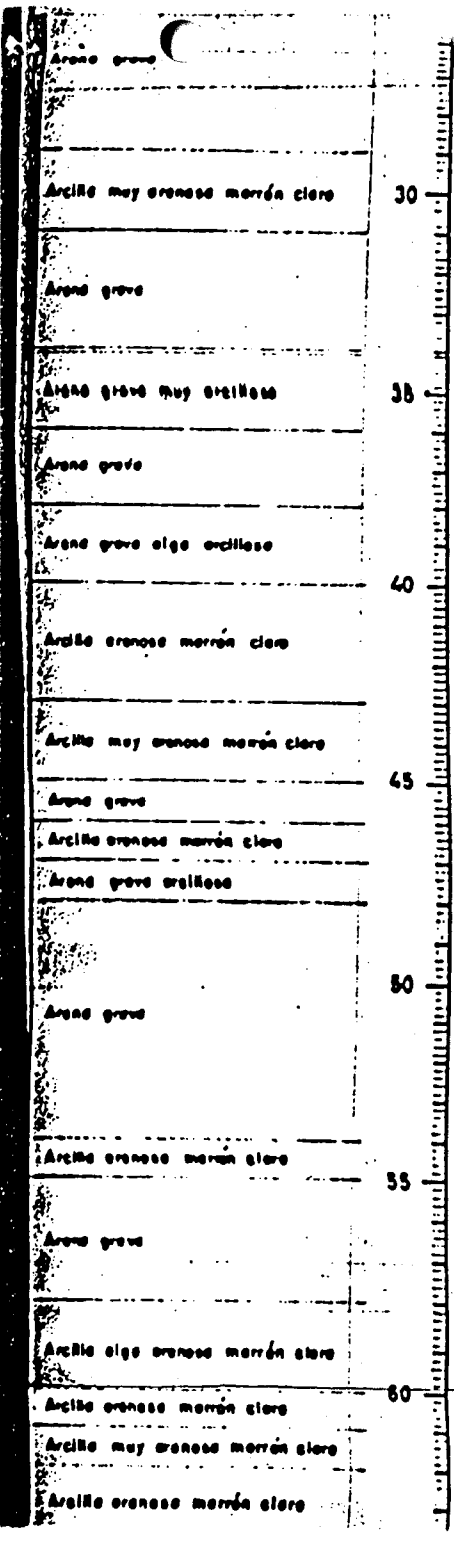 Arena grava
Arcilla muy arenosa marrón claro
30
Arena grava
Arena grava muy arcillosa
35
Arena grava
Arena grava algo arcillosa
40
Arcilla arenosa marrón claro
Arcilla muy arenosa marrón claro
45
Arena grava
Arcilla arenosa marrón claro
Arena grava arcillosa
50
Arena grava
Arcilla arenosa marrón claro
55
Arena grava
Arcilla algo arenosa marrón claro
60
Arcilla arenosa marrón claro
Arcilla muy arenosa marrón claro
Arcilla arenosa marrón claro